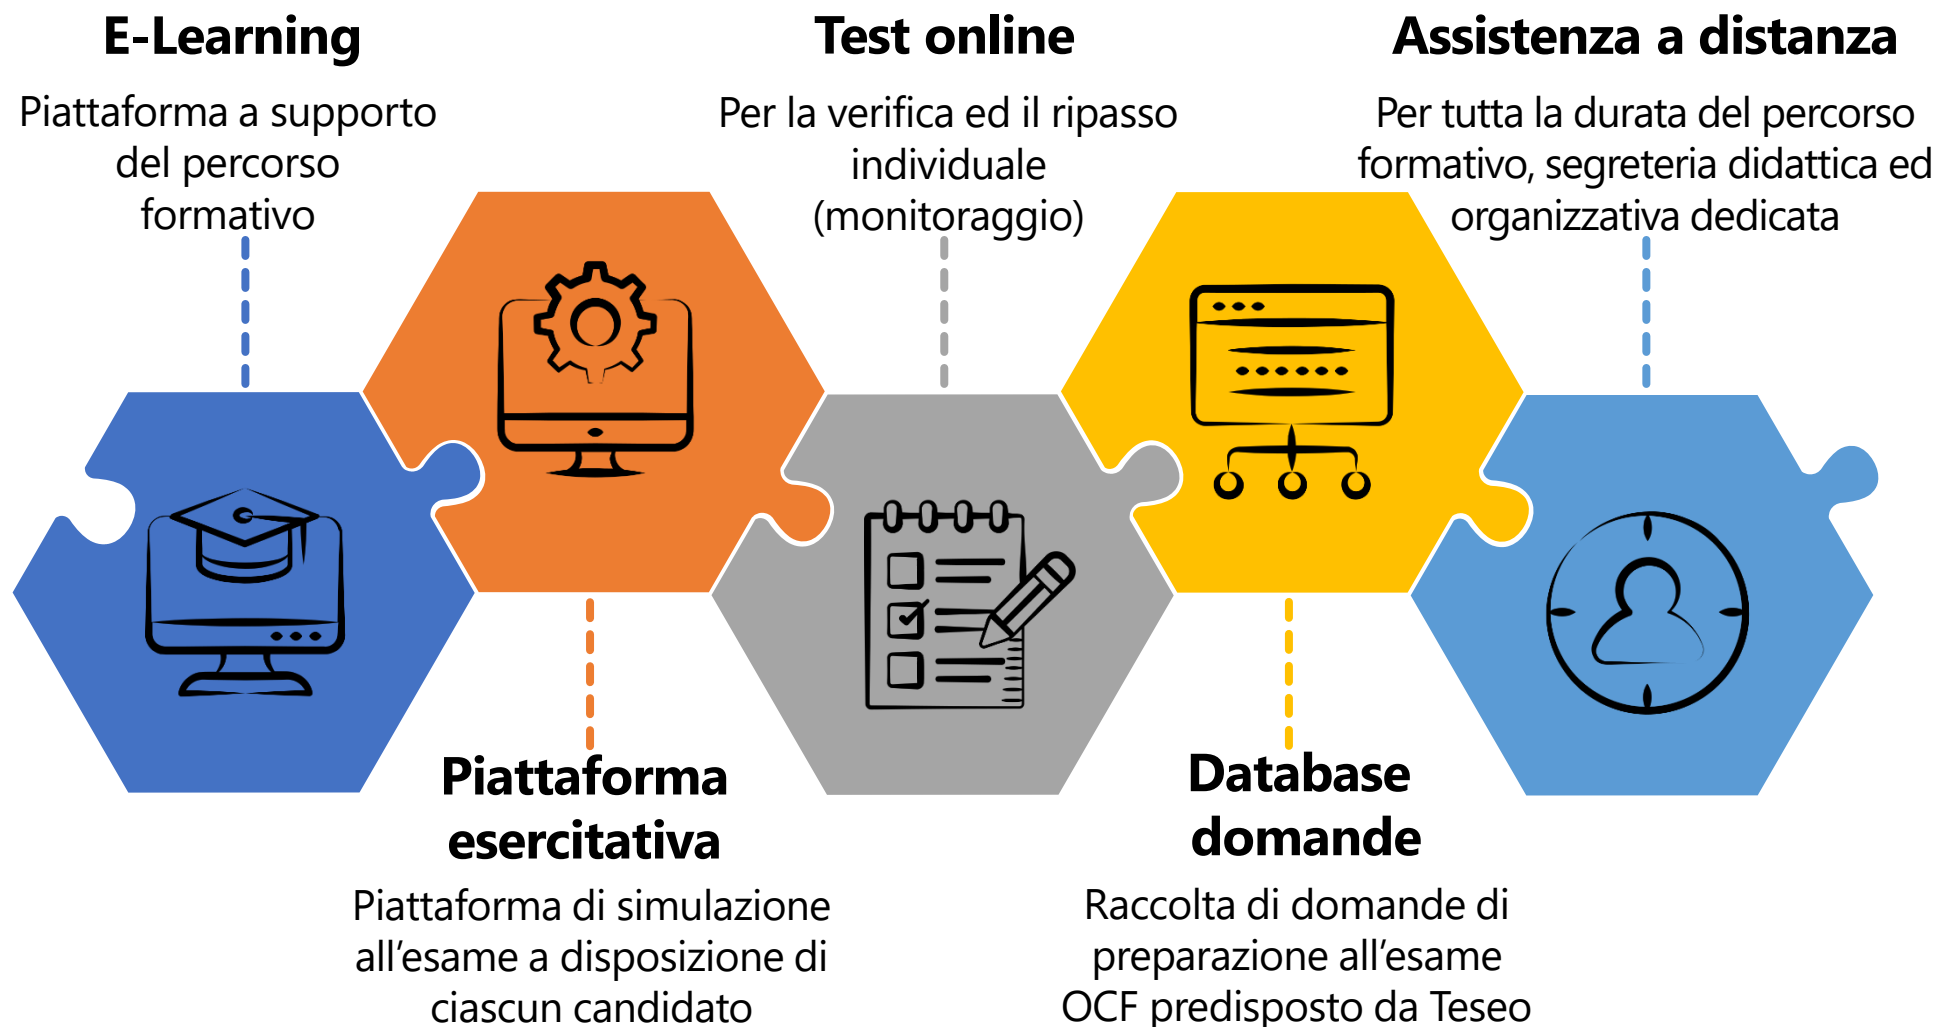 E-Learning
Piattaforma a supporto
del percorso
formativo
Test online
Per la verifica ed il ripasso
individuale
(monitoraggio)
Assistenza a distanza
Per tutta la durata del percorso
formativo, segreteria didattica ed
organizzativa dedicata
Piattaforma
esercitativa
Piattaforma di simulazione
all’esame a disposizione di
ciascun candidato
Database
domande
Raccolta di domande di
preparazione all’esame
OCF predisposto da Teseo